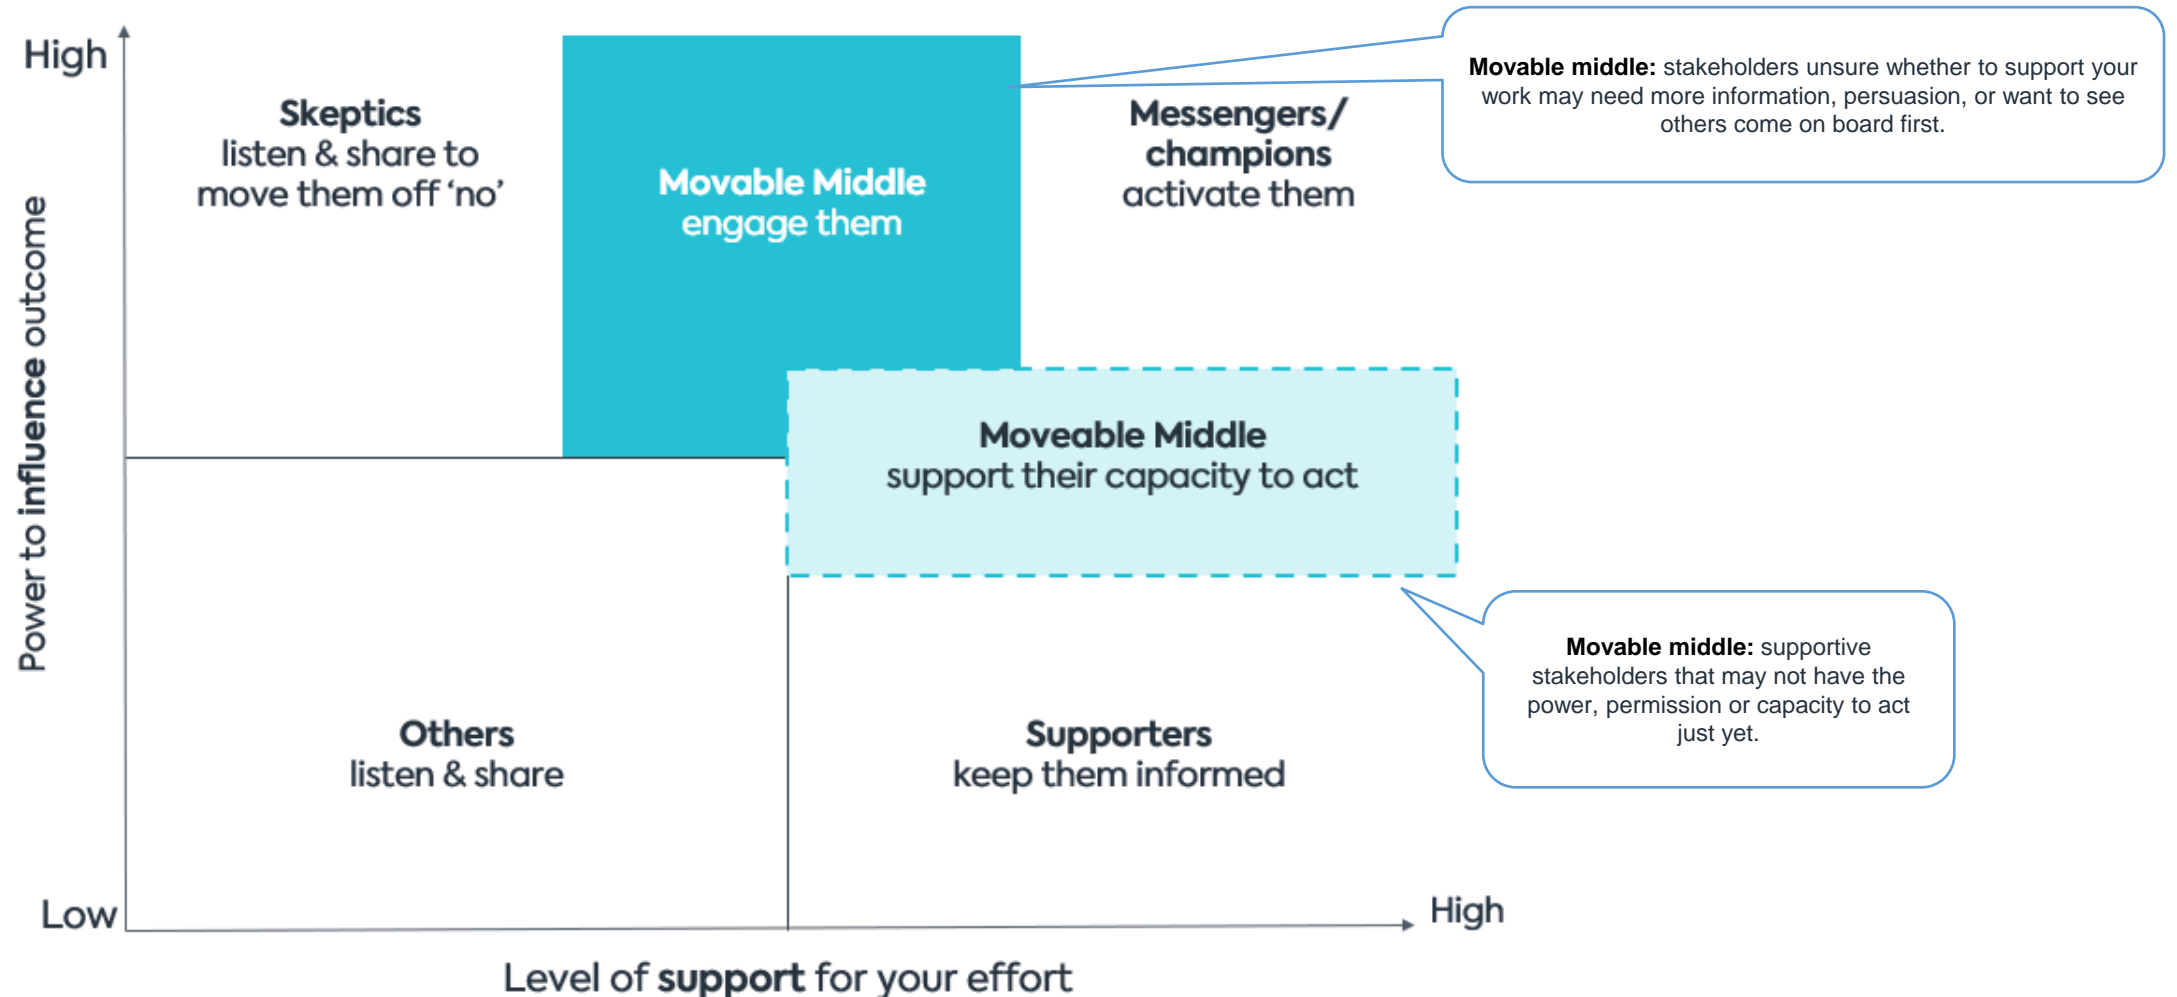 High
Skeptics
listen & share to
move them off ‘no’
Movable Middle
engage them
Messengers/
champions
activate them
Movable middle: stakeholders unsure whether to support your
work may need more information, persuasion, or want to see
others come on board first.
Power to influence outcome
Moveable Middle
support their capacity to act
Movable middle: supportive
stakeholders that may not have the
power, permission or capacity to act
just yet.
Others
listen & share
Supporters
keep them informed
Low
High
Level of support for your effort